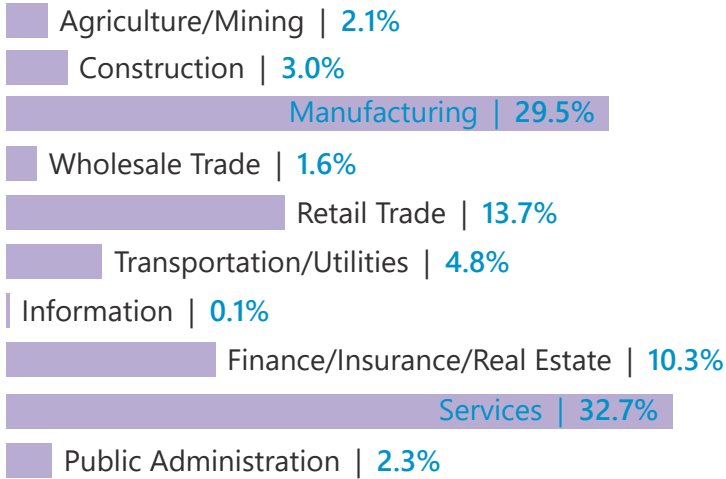 Agriculture/Mining | 2.1%
Construction | 3.0%
Manufacturing | 29.5%
Wholesale Trade | 1.6%
Retail Trade | 13.7%
Transportation/Utilities | 4.8%
Information | 0.1%
Finance/Insurance/Real Estate | 10.3%
Services | 32.7%
Public Administration | 2.3%